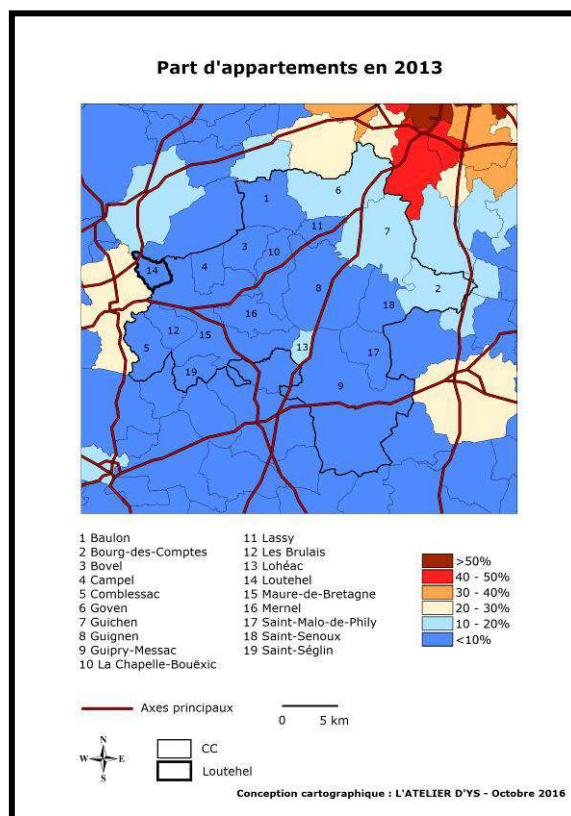 Part d'appartements en 2013
1
6
7
11
3
10
14
4
8
2
18
16
12
15
13
5
17
19
9
1 Baulon
2 Bourg-des-Comptes
3 Bovel
4 Campel
5 Comblessac
6 Goven
7 Guichen
8 Guignen
9 Guipry-Messac
10 La Chapelle-Bouëxic
11 Lassy
12 Les Brulais
13 Lohéac
14 Loutehel
15 Maure-de-Bretagne
16 Mernel
17 Saint-Malo-de-Phily
18 Saint-Senoux
19 Saint-Séglin
>50%
40 - 50%
30 - 40%
20 - 30%
10 - 20%
<10%
Axes principaux
0 5 km
N
W E
S
CC
Loutehel
Conception cartographique : L'ATELIER D'YS - Octobre 2016